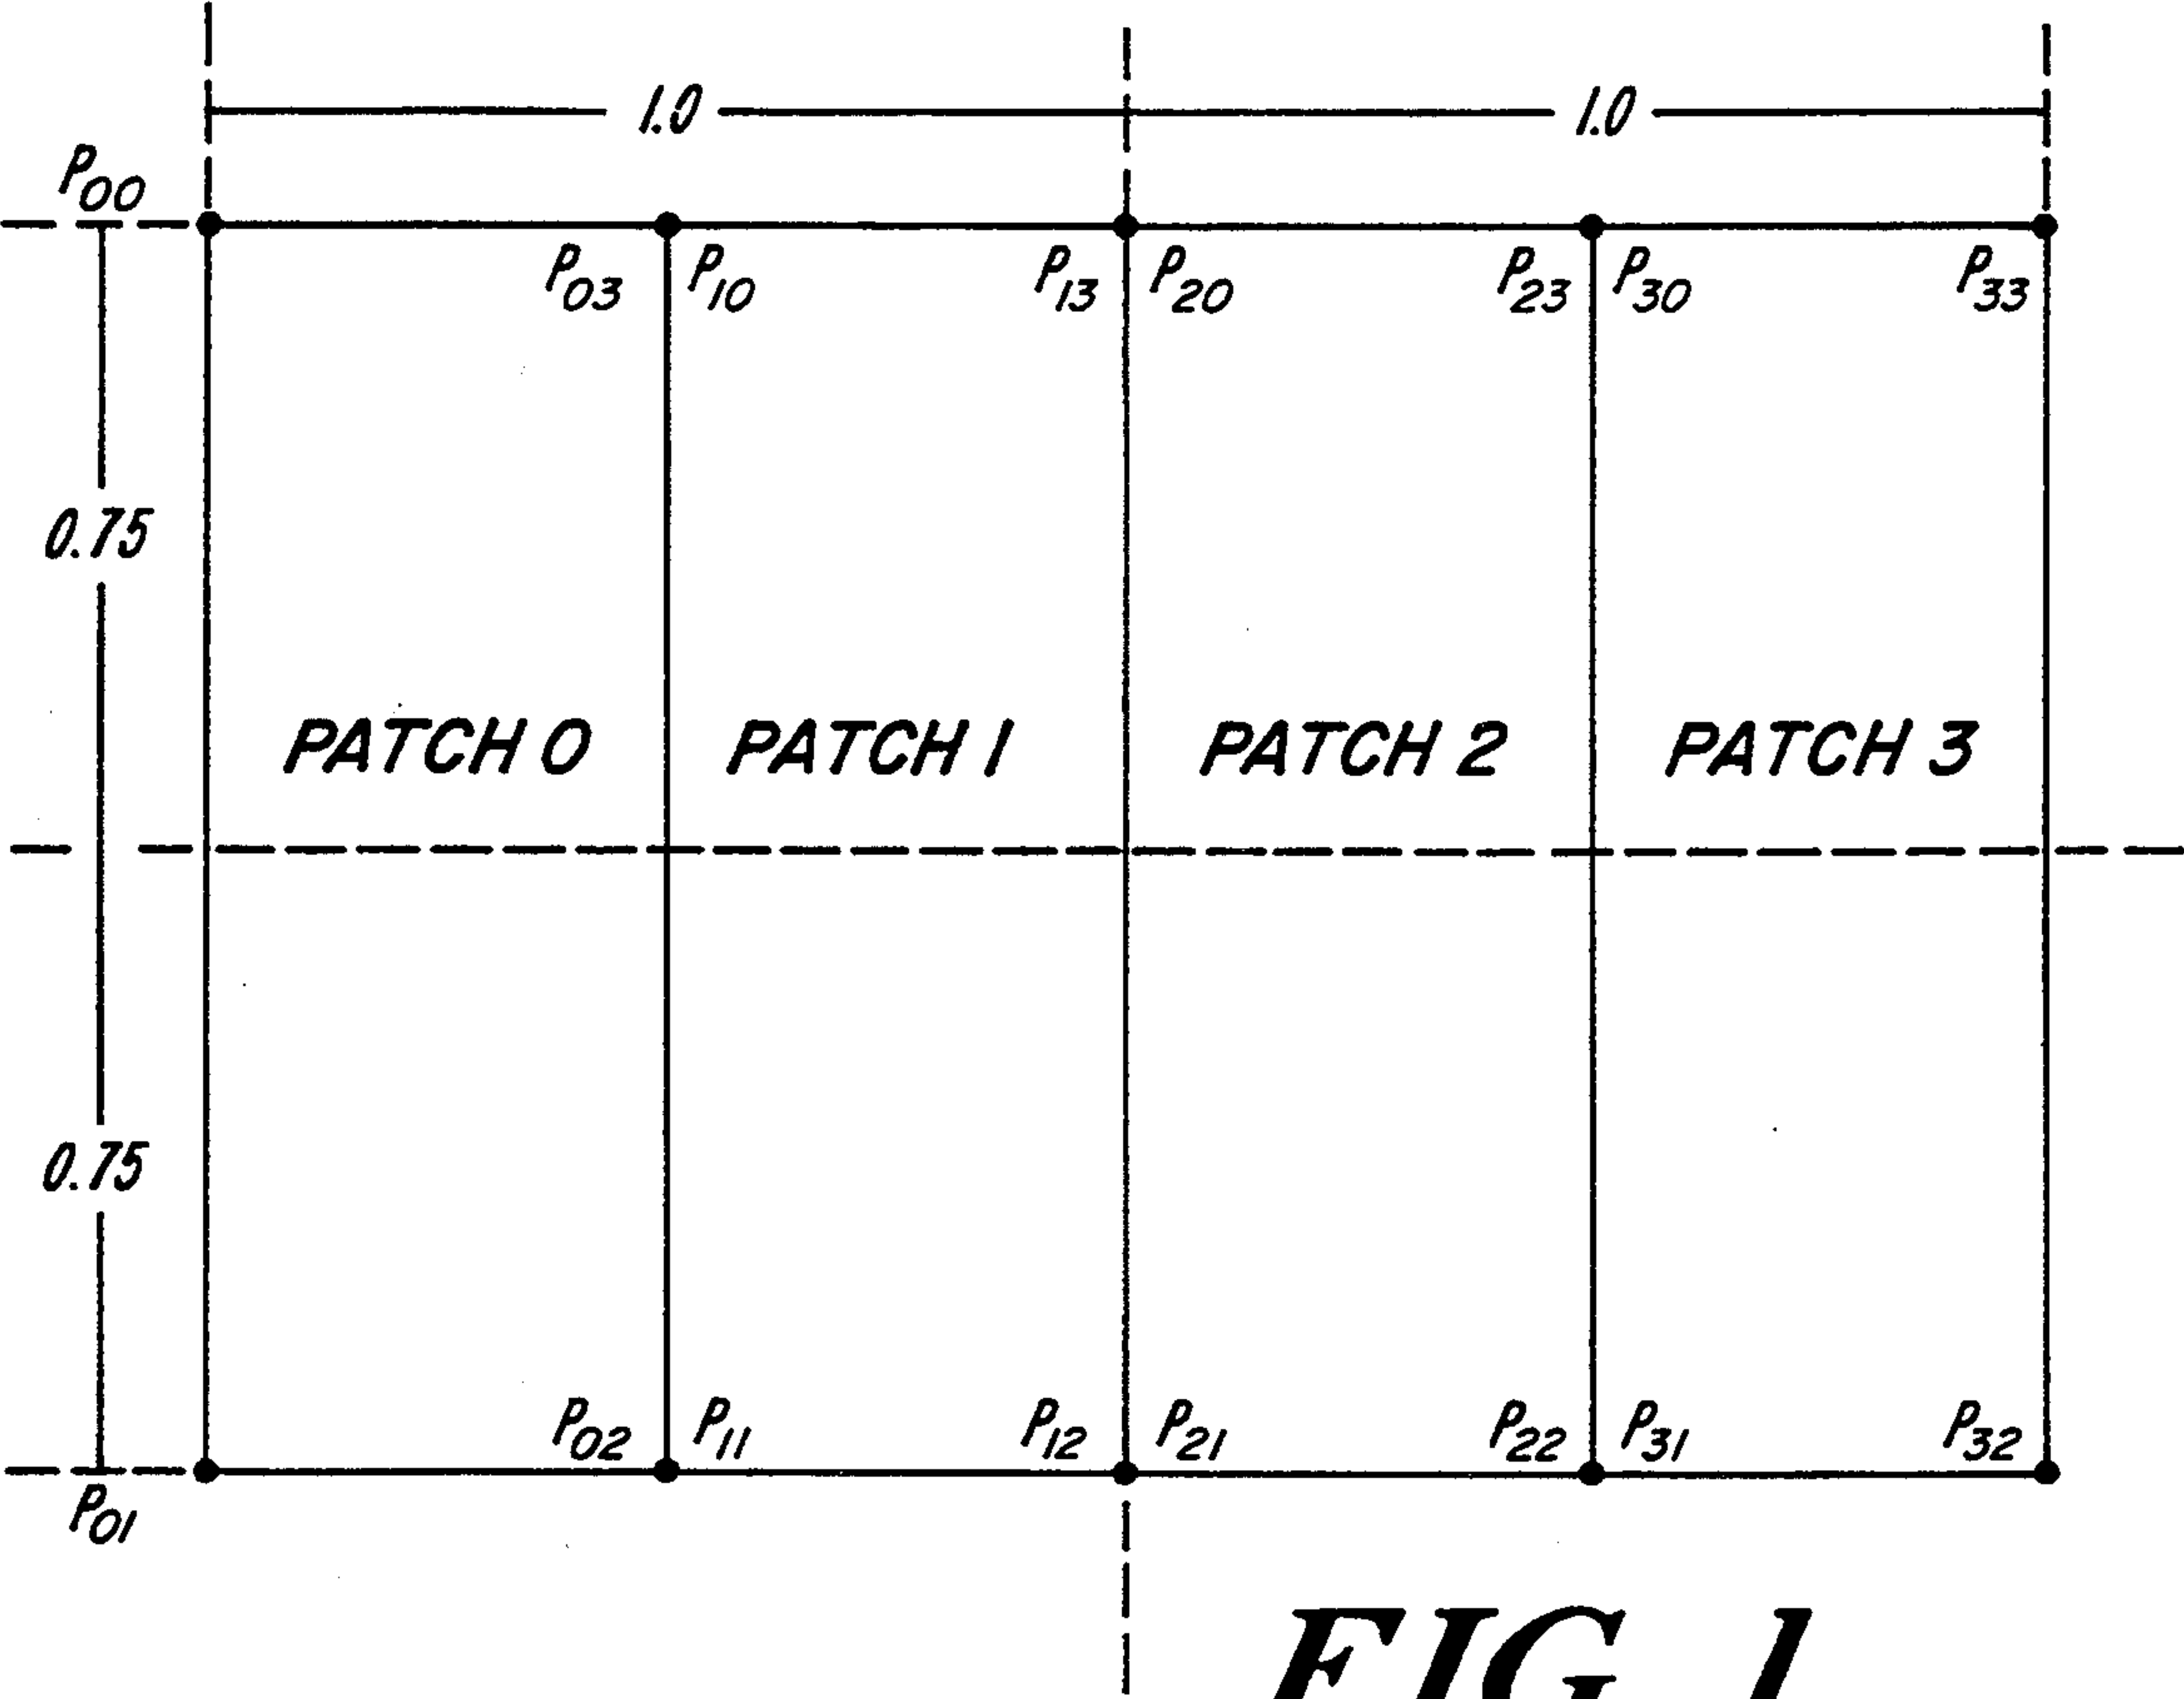 1.0 1.0
P00
P03 P10 P13 P20 P23 P30 P33
0.75
PATCH 0 PATCH 1 PATCH 2 PATCH 3
0.75
P02 P11 P12 P21 P22 P31 P32
P01
FIG. 1